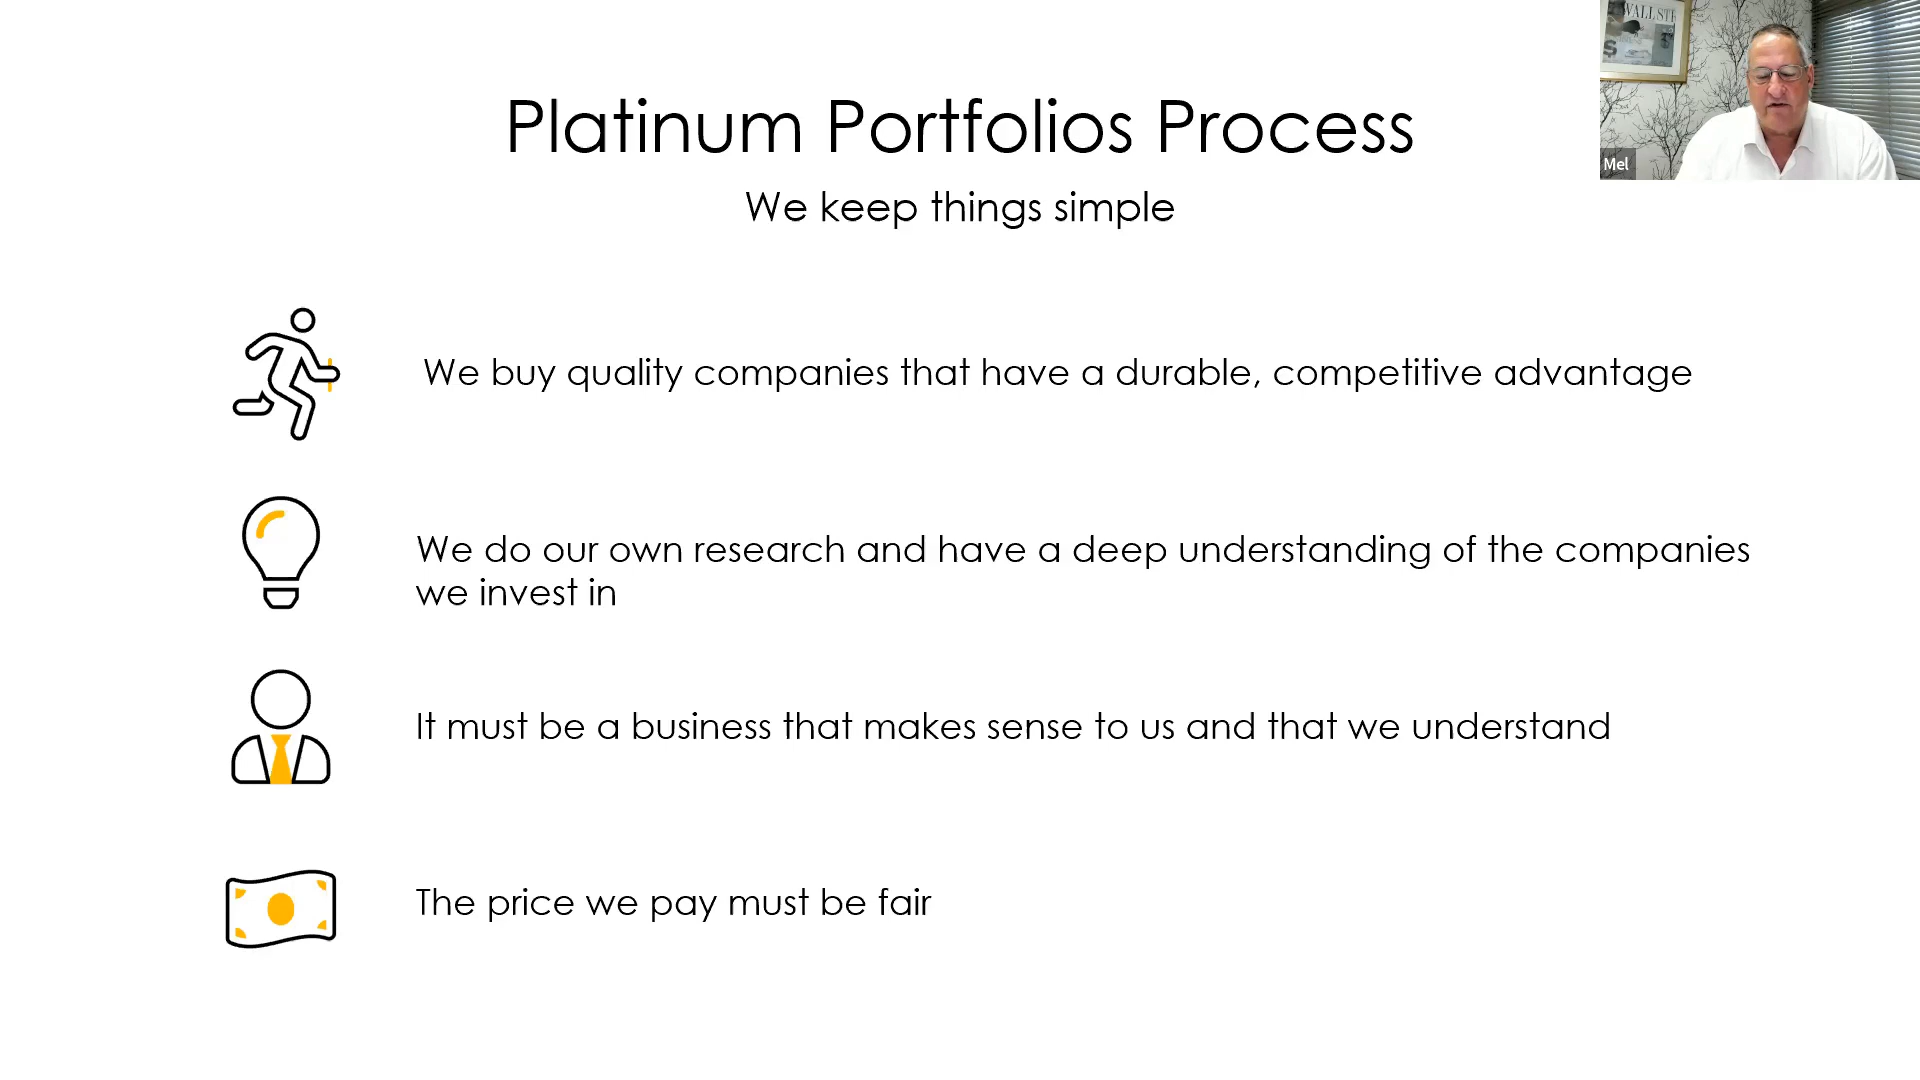 Platinum Portfolios Process
We keep things simple
We buy quality companies that have a durable, competitive advantage
We do our own research and have a deep understanding of the companies
we invest in
It must be a business that makes sense to us and that we understand
The price we pay must be fair
WALL
Mel